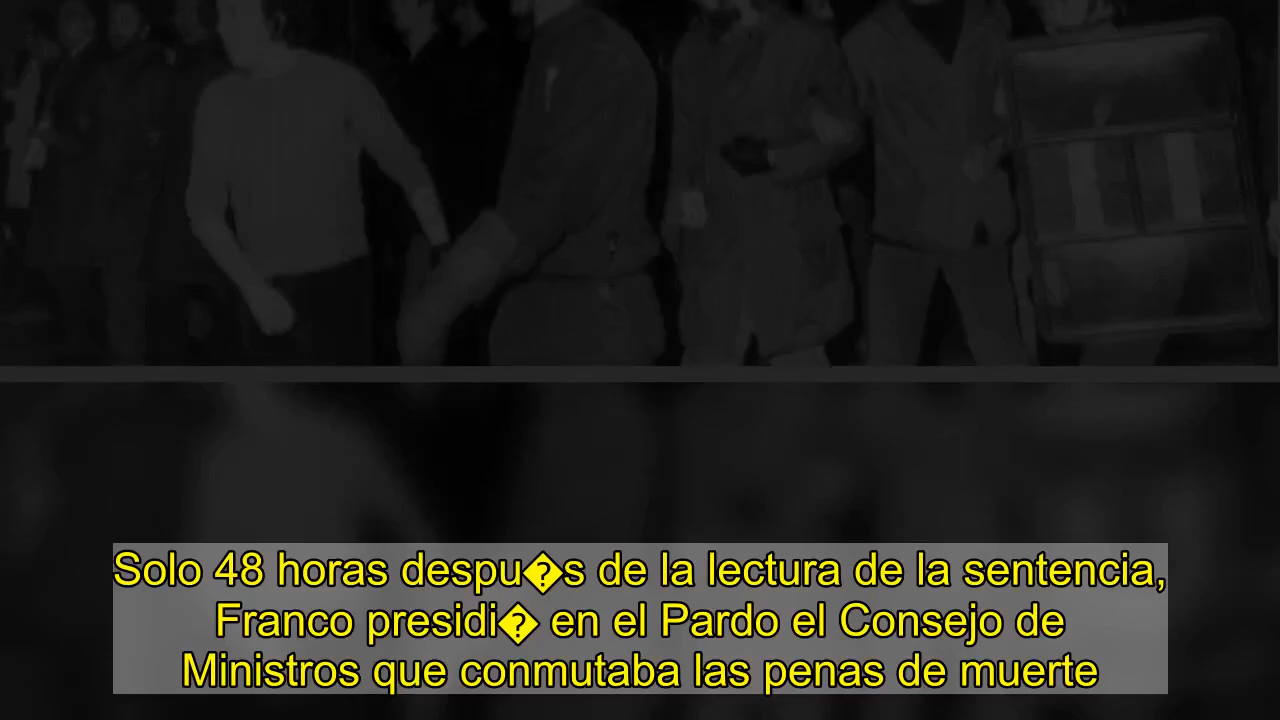 Solo 48 horas despu�s de la lectura de la sentencia,
Franco presidi� en el Pardo el Consejo de
Ministros que conmutaba las penas de muerte